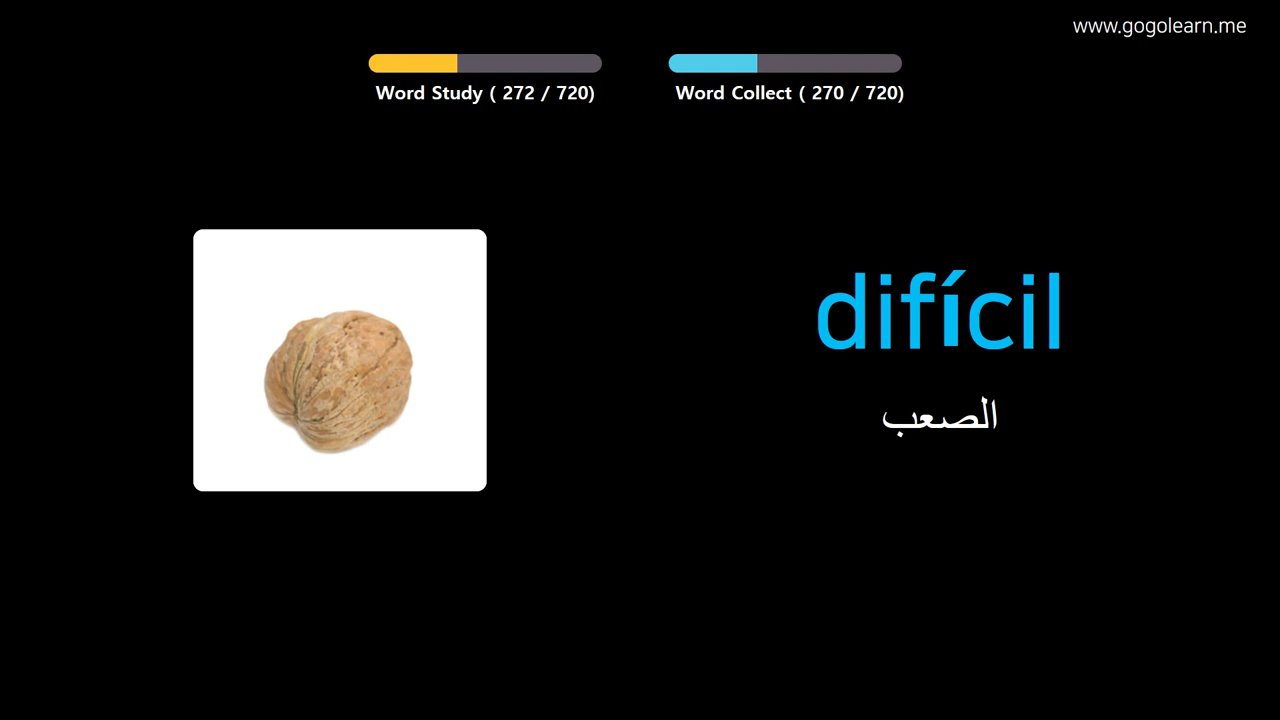 www.gogolearn.me
Word Study ( 272 / 720)
Word Collect ( 270 / 720)
difícil
الصعب